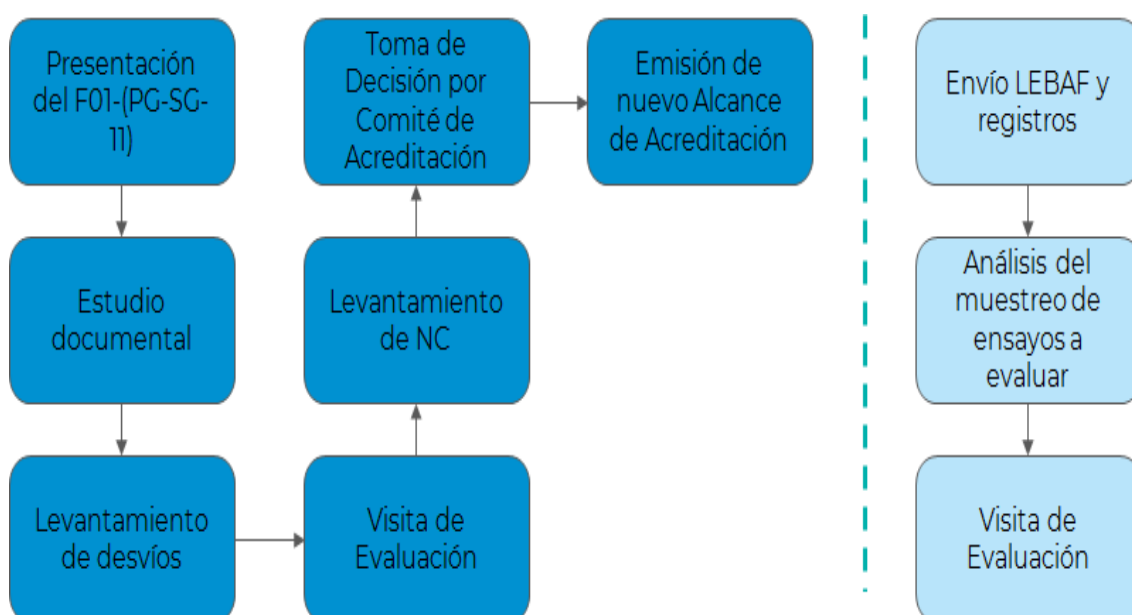 Presentación
del F01-(PG-SG-
11)
Estudio
documental
Levantamiento
de desvíos
Visita de
Evaluación
Levantamiento
de NC
Toma de
Decisión por
Comité de
Acreditación
Emisión de
nuevo Alcance
de Acreditación
Envío LEBAF y
registros
Análisis del
muestreo de
ensayos a
evaluar
Visita de
Evaluación